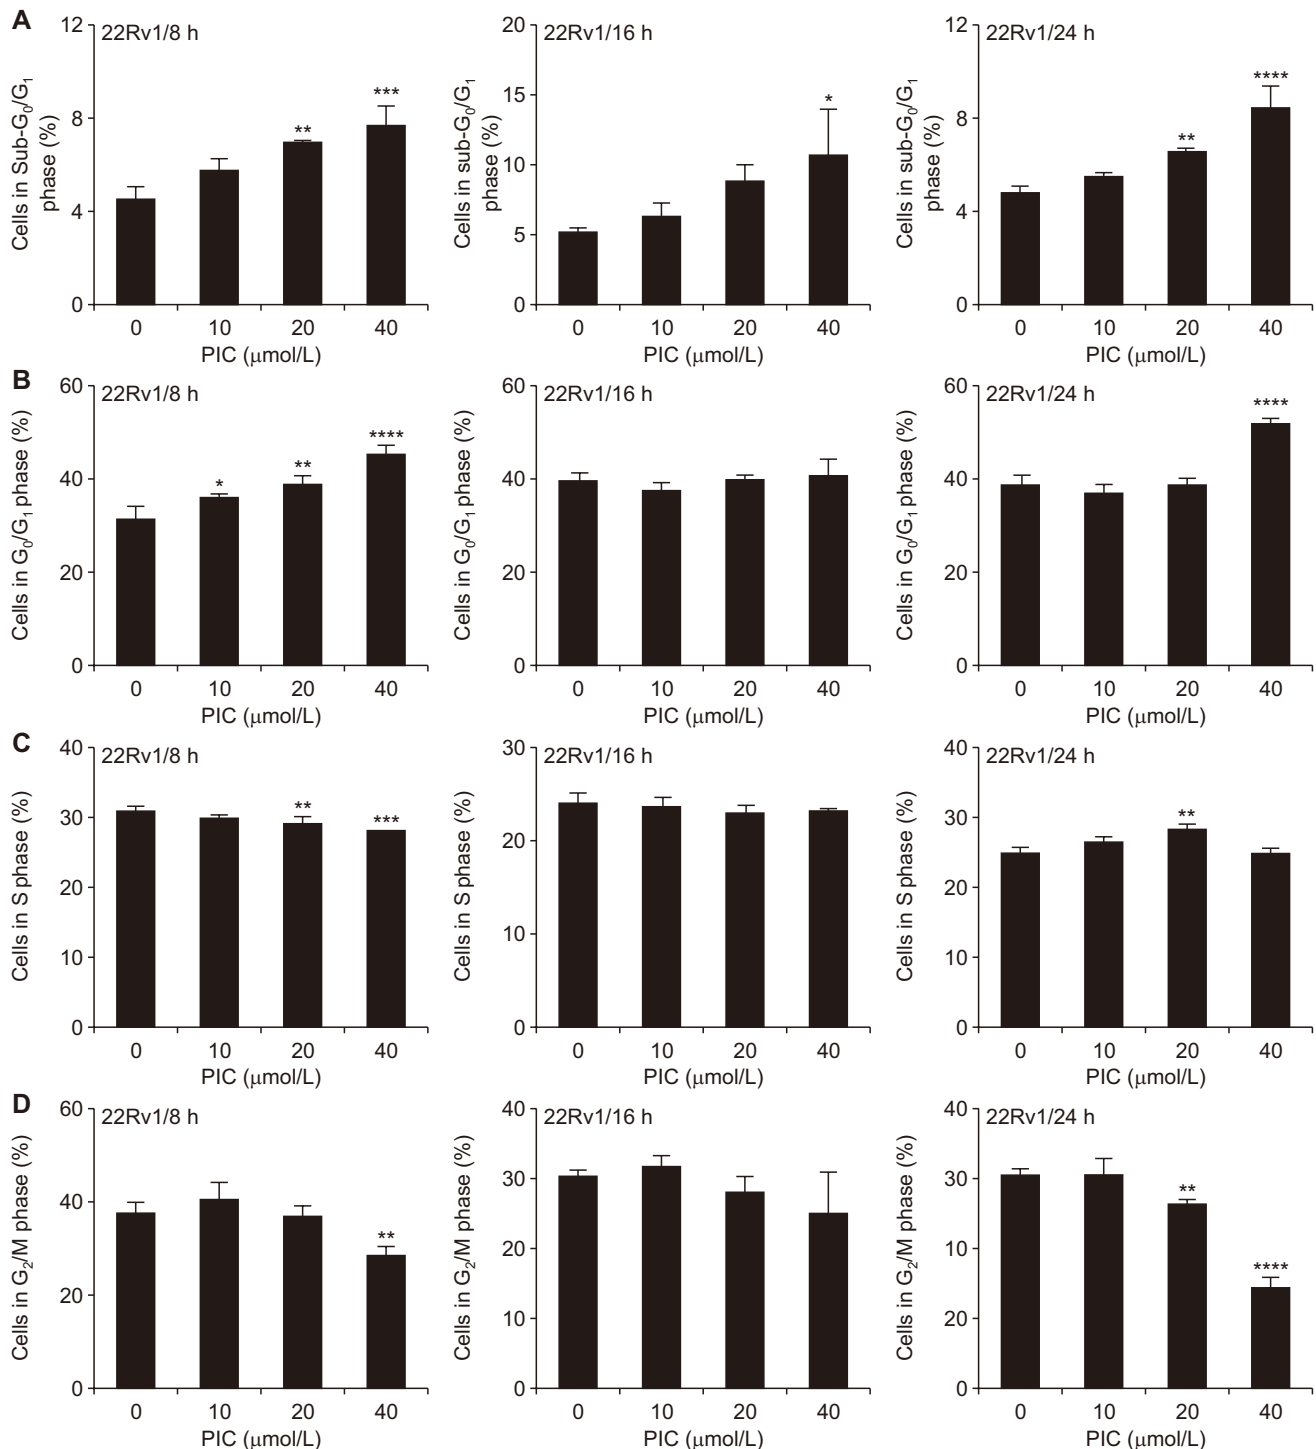 A
22Rv1/8 h
Cells in Sub-G₀/G₁
phase (%)
12
8
4
0
***
**
0 10 20 40
PIC (μmol/L)
22Rv1/16 h
Cells in sub-G₀/G₁
phase (%)
20
15
10
5
0
*
0 10 20 40
PIC (μmol/L)
22Rv1/24 h
Cells in sub-G₀/G₁
phase (%)
12
8
4
0
****
**
0 10 20 40
PIC (μmol/L)
B
22Rv1/8 h
Cells in G₀/G₁ phase (%)
60
40
20
0
****
**
*
0 10 20 40
PIC (μmol/L)
22Rv1/16 h
Cells in G₀/G₁ phase (%)
60
40
20
0
0 10 20 40
PIC (μmol/L)
22Rv1/24 h
Cells in G₀/G₁ phase (%)
60
40
20
0
****
0 10 20 40
PIC (μmol/L)
C
22Rv1/8 h
Cells in S phase (%)
40
30
20
10
0
**
***
0 10 20 40
PIC (μmol/L)
22Rv1/16 h
Cells in S phase (%)
30
20
10
0
0 10 20 40
PIC (μmol/L)
22Rv1/24 h
Cells in S phase (%)
40
30
20
10
0
**
0 10 20 40
PIC (μmol/L)
D
22Rv1/8 h
Cells in G₂/M phase (%)
60
40
20
0
**
0 10 20 40
PIC (μmol/L)
22Rv1/16 h
Cells in G₂/M phase (%)
40
30
20
10
0
0 10 20 40
PIC (μmol/L)
22Rv1/24 h
Cells in G₂/M phase (%)
40
30
10
20
0
**
****
0 10 20 40
PIC (μmol/L)